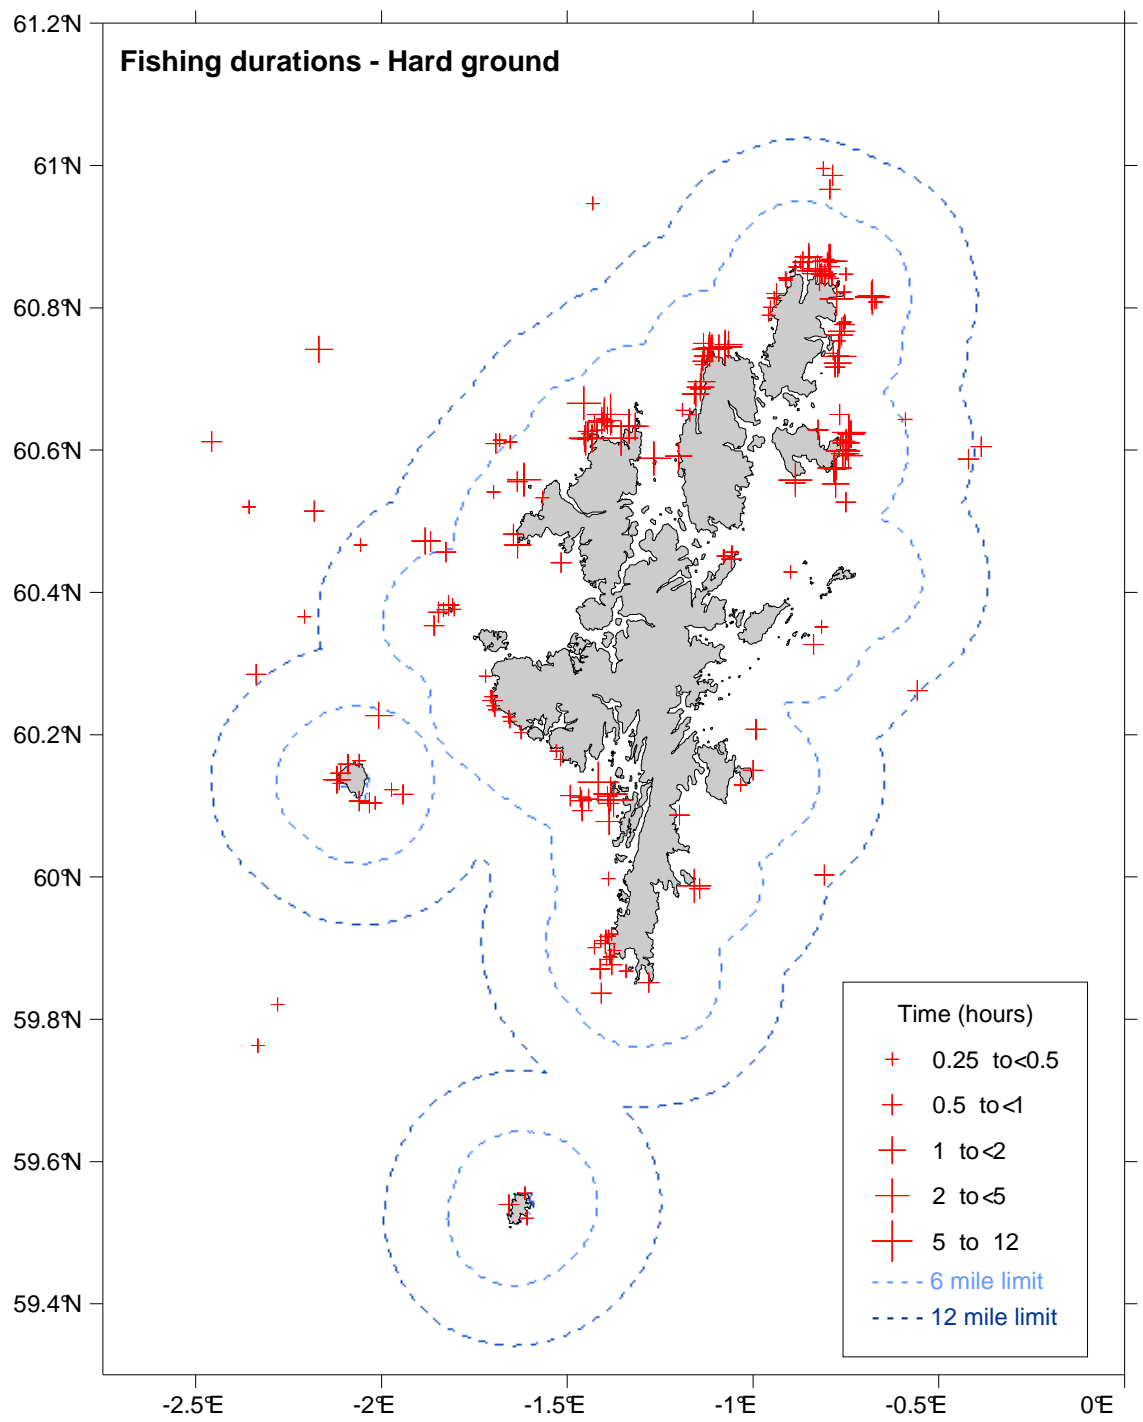 61.2°N
Fishing durations - Hard ground
61°N
60.8°N
60.6°N
60.4°N
60.2°N
60°N
59.8°N
59.6°N
59.4°N
Time (hours)
0.25 to<0.5
0.5 to<1
1 to<2
2 to<5
5 to 12
6 mile limit
12 mile limit
-2.5°E -2°E -1.5°E -1°E -0.5°E 0°E